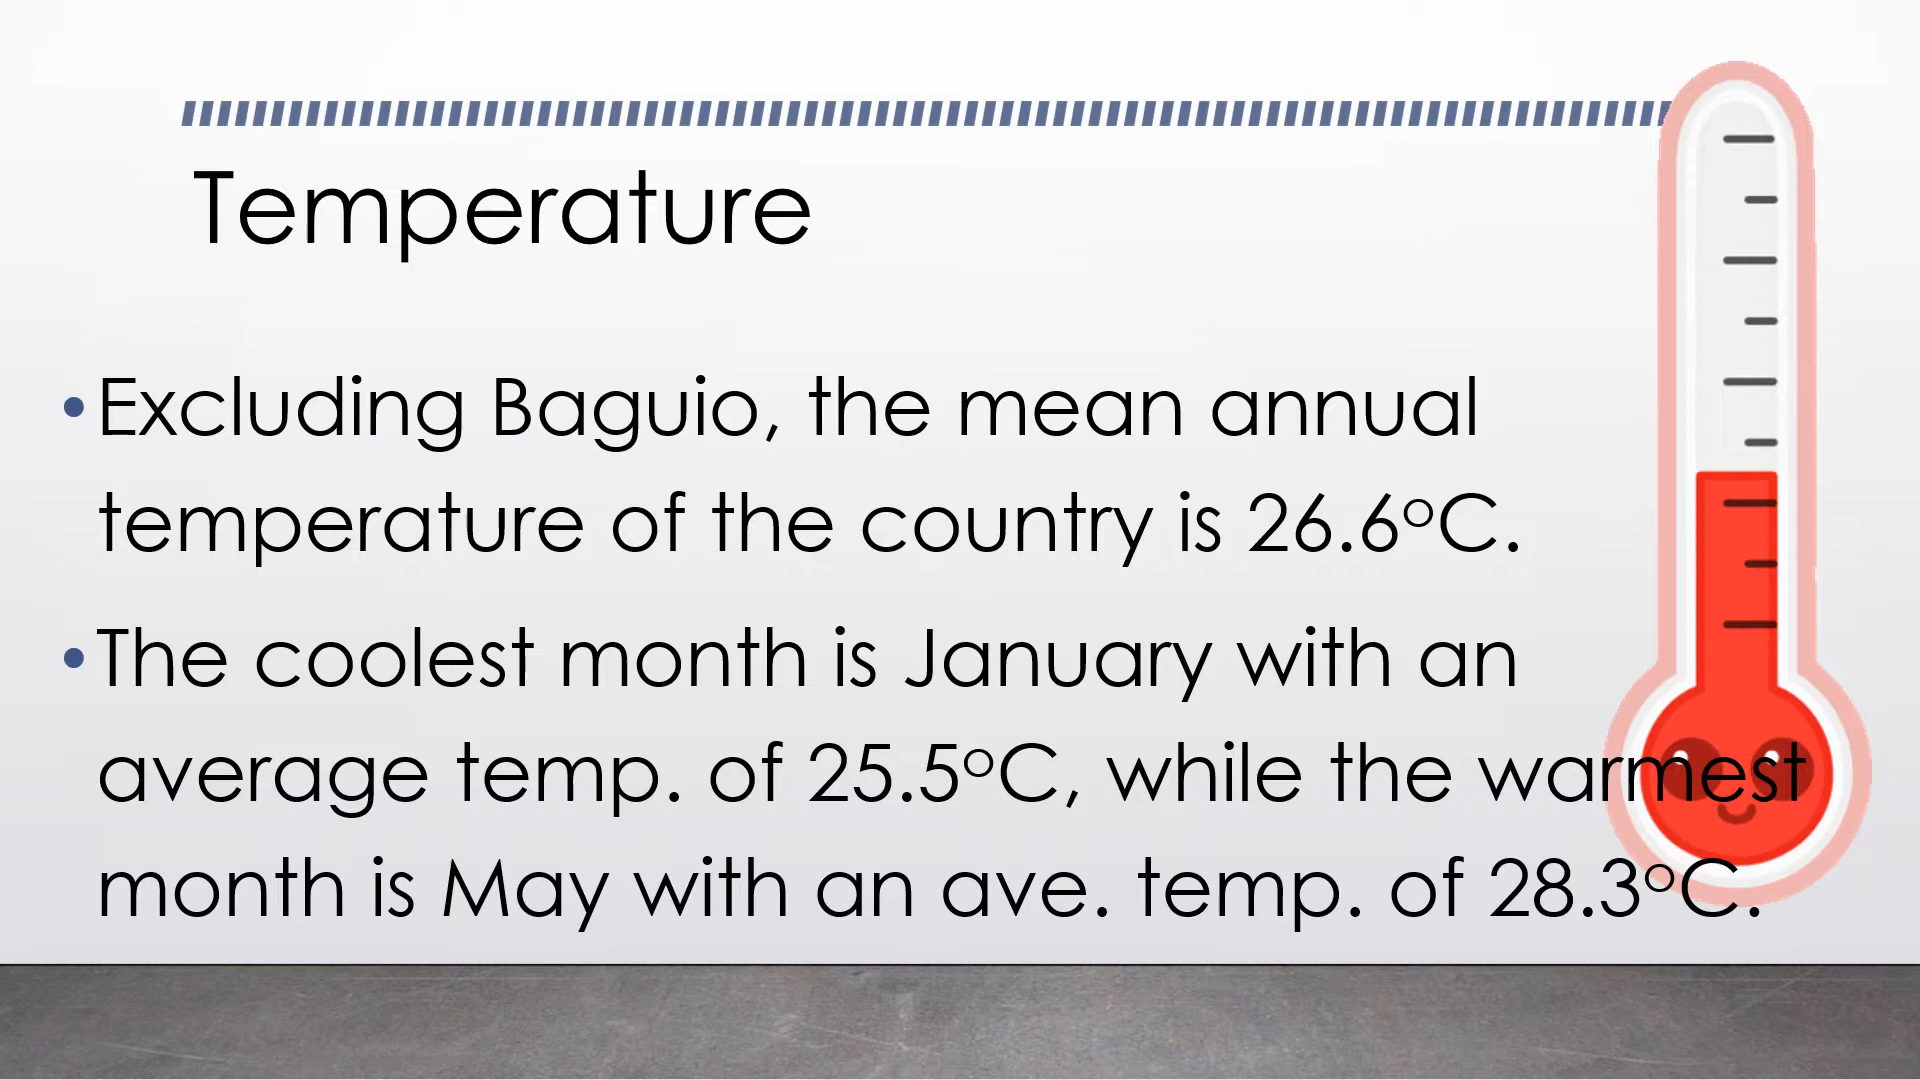 Temperature
•Excluding Baguio, the mean annual
temperature of the country is 26.6°C.
•The coolest month is January with an
average temp. of 25.5°C, while the warmest
month is May with an ave. temp. of 28.3°C.